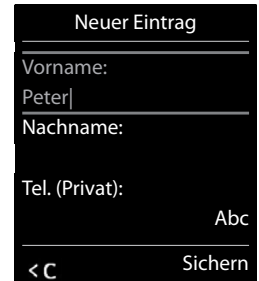 Neuer Eintrag
Vorname:
Peter
Nachname:
Tel. (Privat):
Abc
<C Sichern